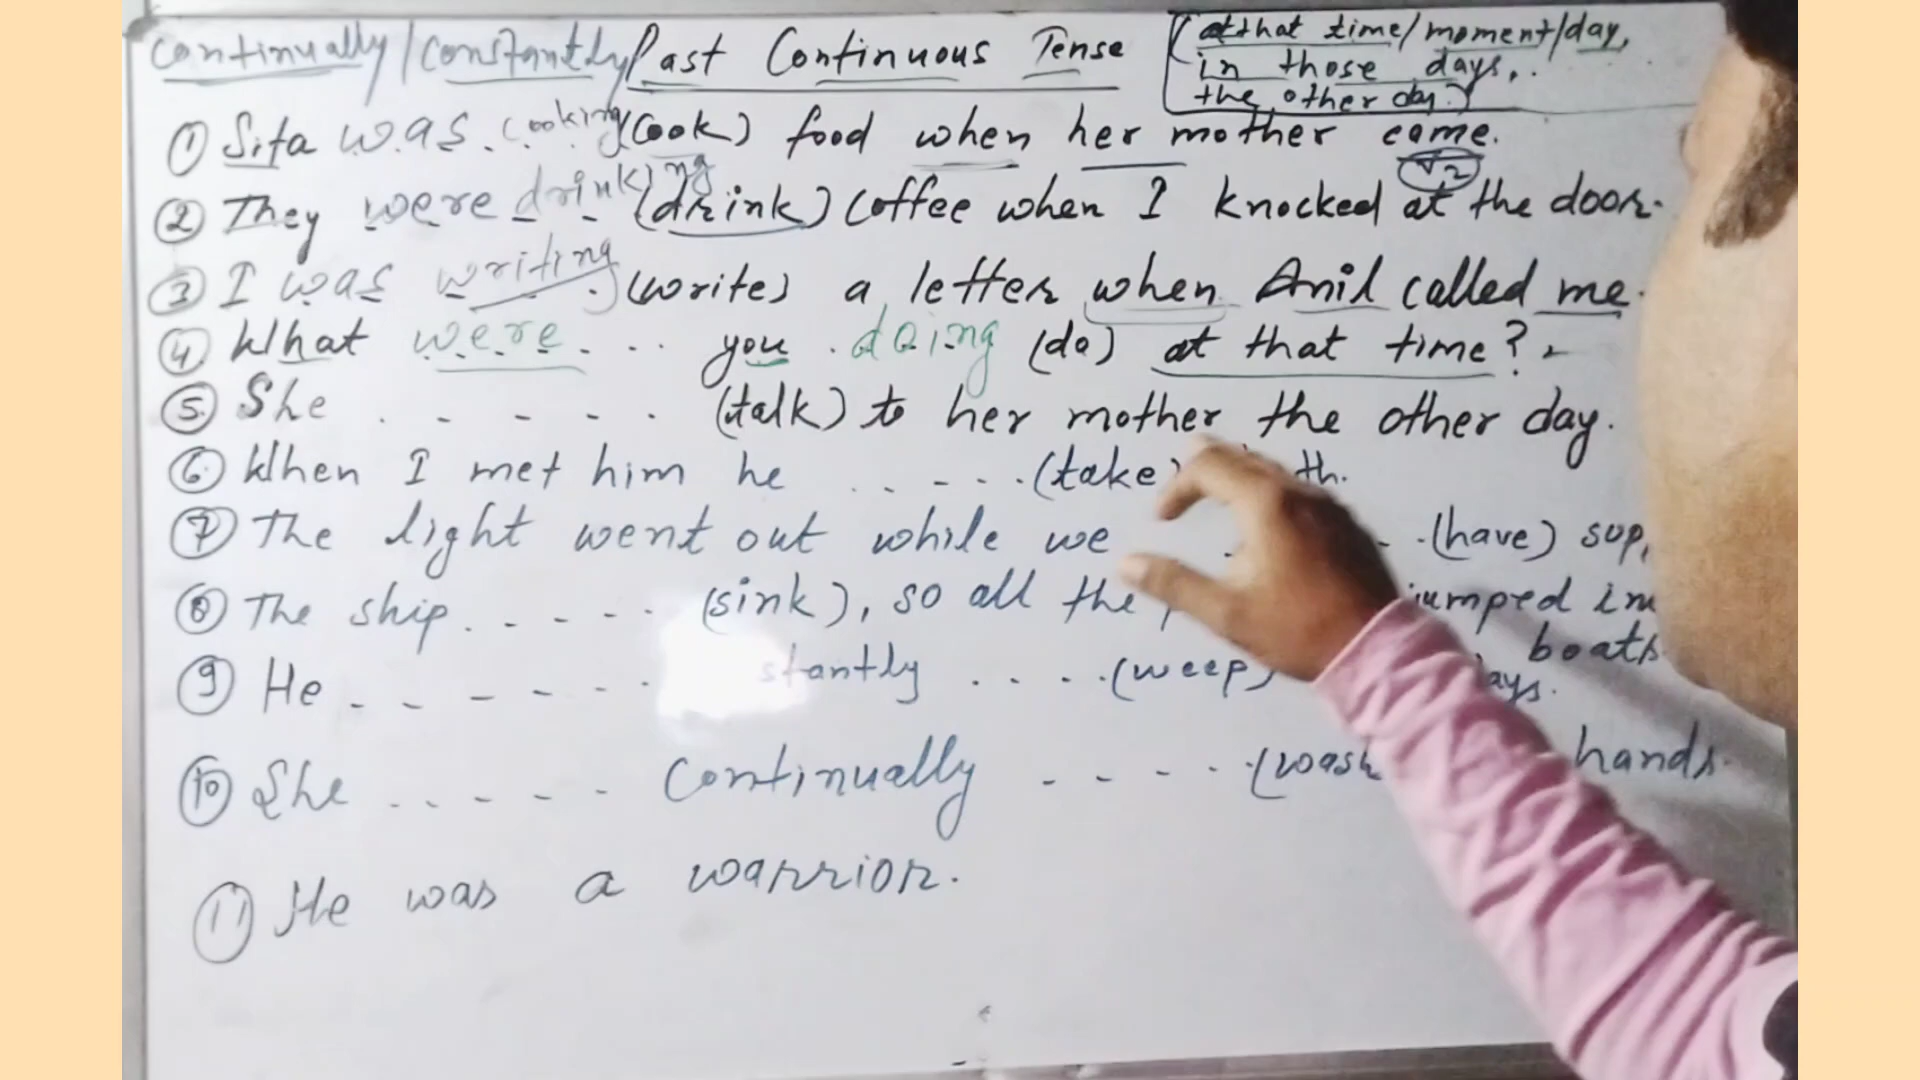 continually/constantly Past Continuous Tense (at that time/moment/day,
in those days,
the other day.)
① Sita was cooking (cook) food when her mother came.
V2
② They were drinking (drink) coffee when I knocked at the door.
③ I was writing (write) a letter when Anil called me.
④ What were .... you . doing (do) at that time?
⑤ She . - - - - . (talk) to her mother the other day.
⑥ When I met him he . . - - . . (take)
⑦ The light went out while we . - . (have) sup,
⑧ The ship . . - - - . (sink), so all the jumped in
boats.
⑨ He . - - - - - . stantly . . . . (weep) ays.
⑩ She . . - - - - continually - - - - . (wash hands.
⑪ He was a warrior.